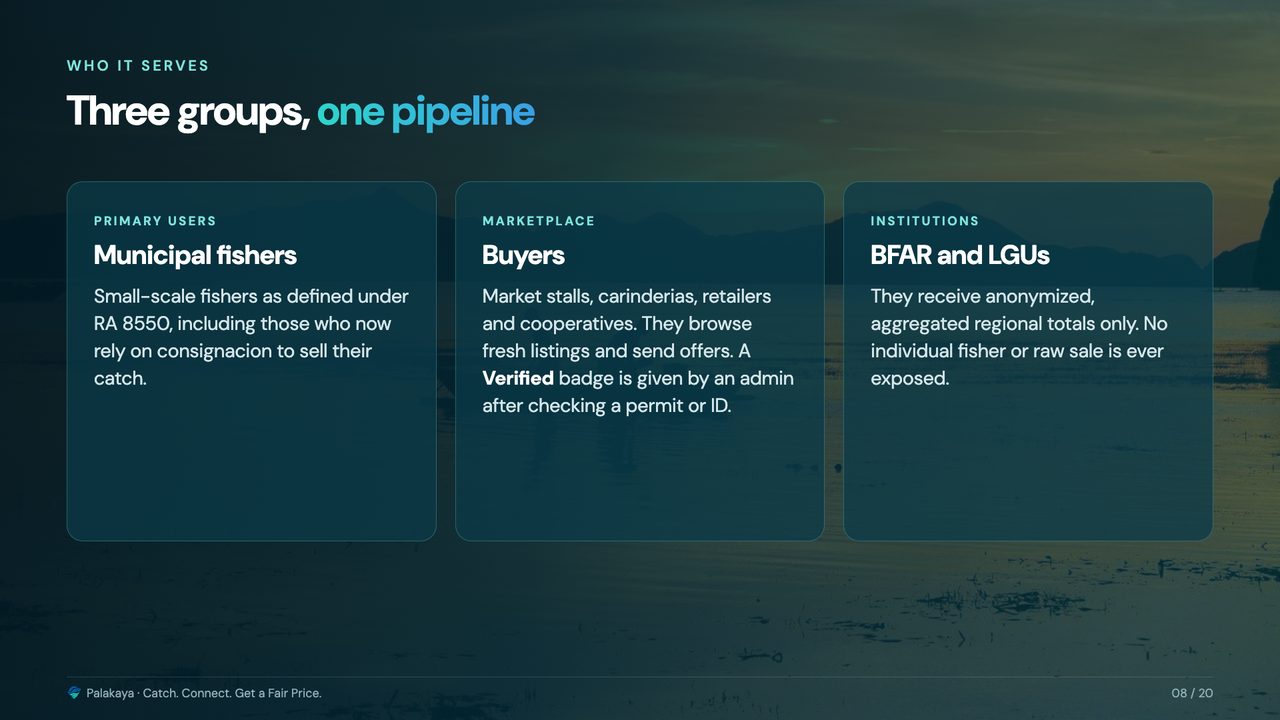 WHO IT SERVES
Three groups, one pipeline
PRIMARY USERS
Municipal fishers
Small-scale fishers as defined under
RA 8550, including those who now
rely on consignacion to sell their
catch.
MARKETPLACE
Buyers
Market stalls, carinderias, retailers
and cooperatives. They browse
fresh listings and send offers. A
Verified badge is given by an admin
after checking a permit or ID.
INSTITUTIONS
BFAR and LGUs
They receive anonymized,
aggregated regional totals only. No
individual fisher or raw sale is ever
exposed.
Palakaya · Catch. Connect. Get a Fair Price.
08 / 20